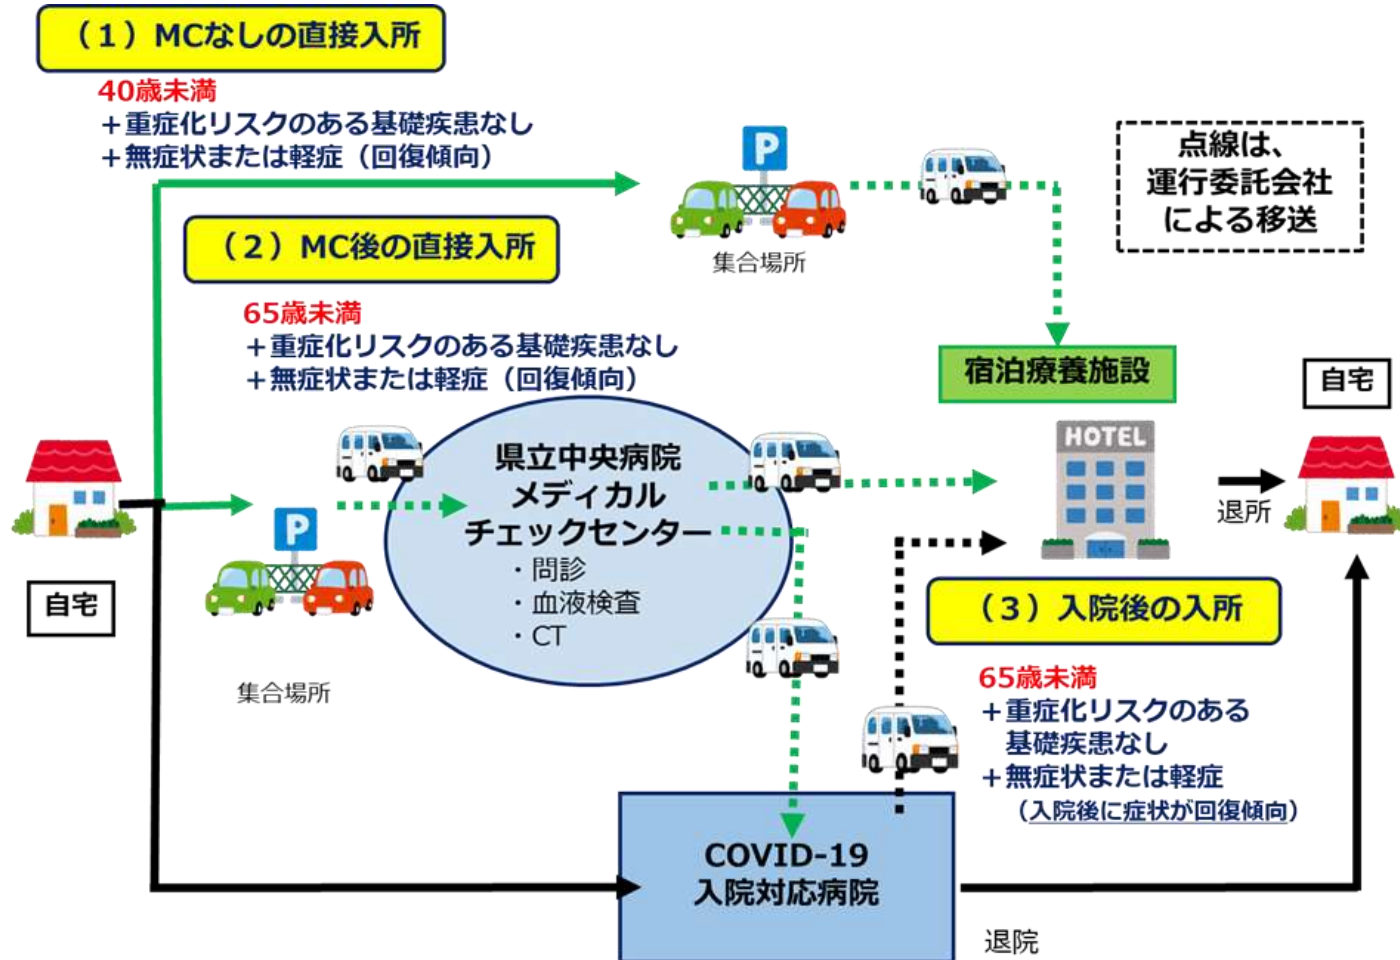 （１）MCなしの直接入所
40歳未満
＋重症化リスクのある基礎疾患なし
＋無症状または軽症（回復傾向）
P
集合場所
点線は、
運行委託会社
による移送
（２）MC後の直接入所
65歳未満
＋重症化リスクのある基礎疾患なし
＋無症状または軽症（回復傾向）
宿泊療養施設
自宅
HOTEL
県立中央病院
メディカル
チェックセンター
・問診
・血液検査
・CT
退所
P
自宅
集合場所
（３）入院後の入所
65歳未満
＋重症化リスクのある
基礎疾患なし
＋無症状または軽症
（入院後に症状が回復傾向）
COVID-19
入院対応病院
退院